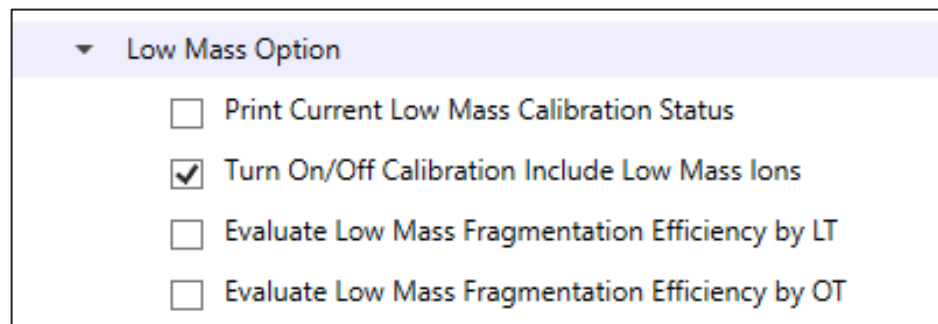 Low Mass Option
Print Current Low Mass Calibration Status
Turn On/Off Calibration Include Low Mass Ions
Evaluate Low Mass Fragmentation Efficiency by LT
Evaluate Low Mass Fragmentation Efficiency by OT